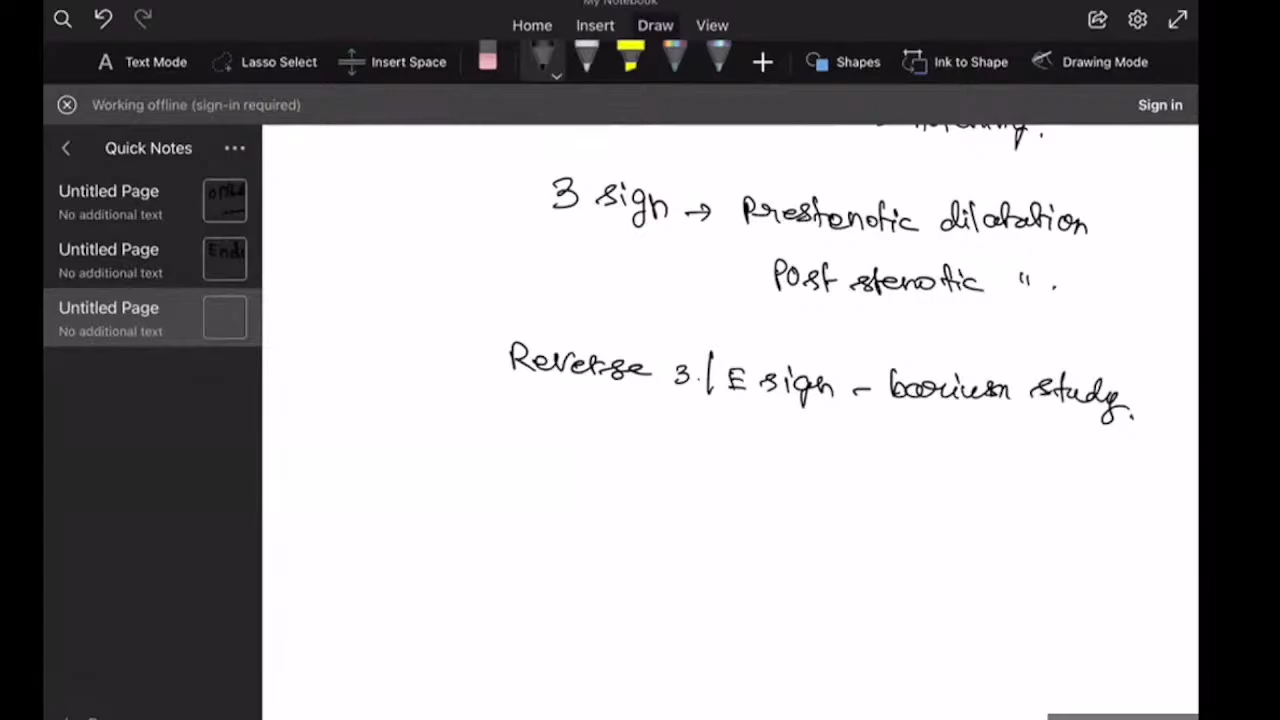 My Notebook
Home Insert Draw View
Text Mode Lasso Select Insert Space Shapes Ink to Shape Drawing Mode
Working offline (sign-in required) Sign in
Quick Notes
Untitled Page
No additional text
Untitled Page
No additional text
Untitled Page
No additional text
notching.
3 sign → Prestenotic dilatation
Post stenotic " .
Reverse 3 / E sign - barium study.